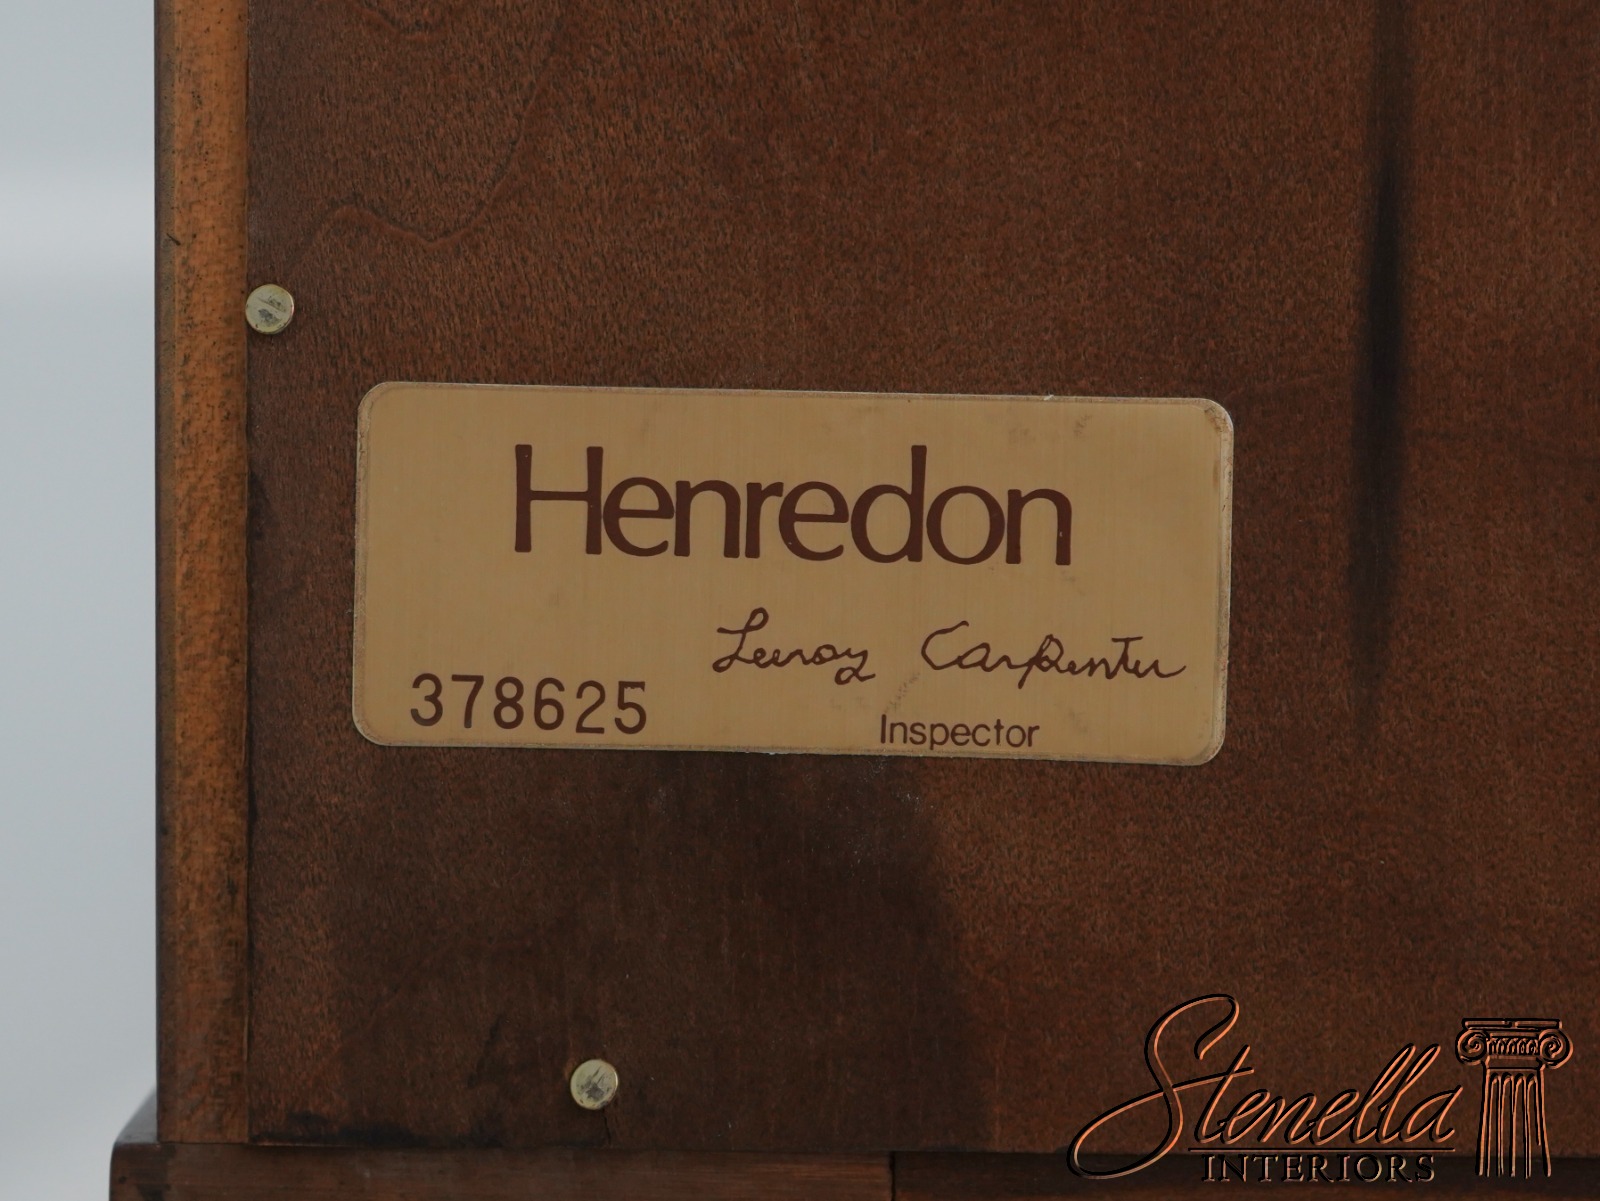 Henredon
Leeroy Carpenter
378625
Inspector
Stenella
INTERIORS